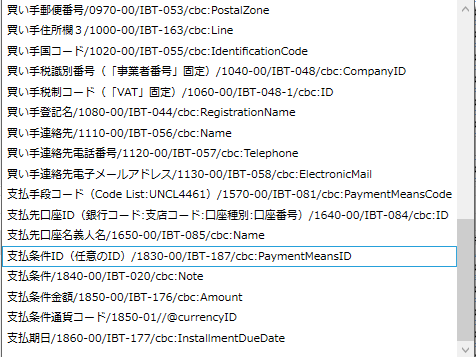 買い手郵便番号/0970-00/IBT-053/cbc:PostalZone
買い手住所欄３/1000-00/IBT-163/cbc:Line
買い手国コード/1020-00/IBT-055/cbc:IdentificationCode
買い手税識別番号（「事業者番号」固定）/1040-00/IBT-048/cbc:CompanyID
買い手税制コード（「VAT」固定）/1060-00/IBT-048-1/cbc:ID
買い手登記名/1080-00/IBT-044/cbc:RegistrationName
買い手連絡先/1110-00/IBT-056/cbc:Name
買い手連絡先電話番号/1120-00/IBT-057/cbc:Telephone
買い手連絡先電子メールアドレス/1130-00/IBT-058/cbc:ElectronicMail
支払手段コード（Code List:UNCL4461）/1570-00/IBT-081/cbc:PaymentMeansCode
支払先口座ID（銀行コード:支店コード:口座種別:口座番号）/1640-00/IBT-084/cbc:ID
支払先口座名義人名/1650-00/IBT-085/cbc:Name
支払条件ID（任意のID）/1830-00/IBT-187/cbc:PaymentMeansID
支払条件/1840-00/IBT-020/cbc:Note
支払条件金額/1850-00/IBT-176/cbc:Amount
支払条件通貨コード/1850-01//@currencyID
支払期日/1860-00/IBT-177/cbc:InstallmentDueDate